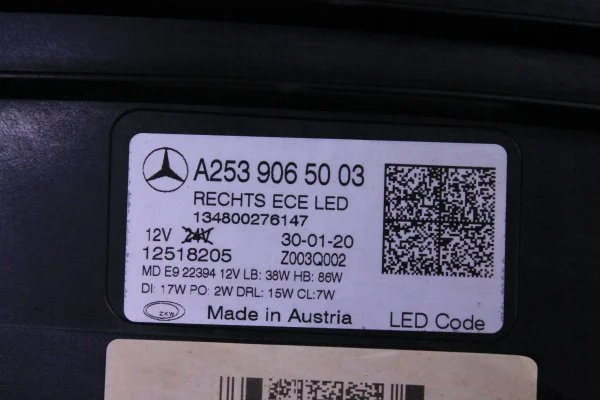 A253 906 50 03
RECHTS ECE LED
134800276147
12V 24V 30-01-20
12518205 Z003Q002
MD E9 22394 12V LB: 38W HB: 86W
DI: 17W PO: 2W DRL: 15W CL:7W
ZKW Made in Austria LED Code